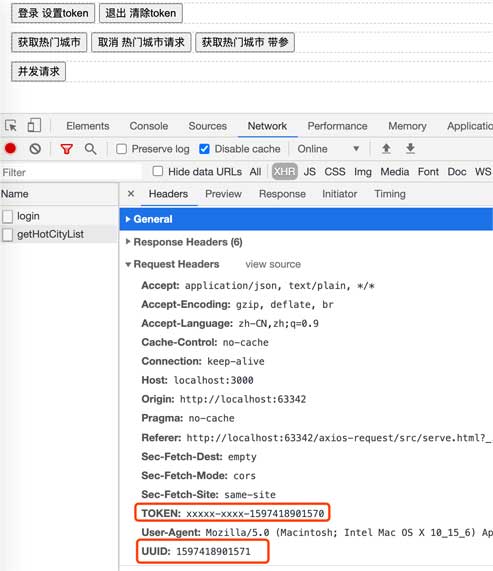 登录 设置token 退出 清除token
获取热门城市 取消 热门城市请求 获取热门城市 带参
并发请求
Elements Console Sources Network Performance Memory Applicatio
Preserve log Disable cache Online
Filter Hide data URLs All XHR JS CSS Img Media Font Doc WS
Name Headers Preview Response Initiator Timing
login
getHotCityList
General
Response Headers (6)
Request Headers view source
Accept: application/json, text/plain, */*
Accept-Encoding: gzip, deflate, br
Accept-Language: zh-CN,zh;q=0.9
Cache-Control: no-cache
Connection: keep-alive
Host: localhost:3000
Origin: http://localhost:63342
Pragma: no-cache
Referer: http://localhost:63342/axios-request/src/serve.html?_
Sec-Fetch-Dest: empty
Sec-Fetch-Mode: cors
Sec-Fetch-Site: same-site
TOKEN: xxxxx-xxxx-1597418901570
User-Agent: Mozilla/5.0 (Macintosh; Intel Mac OS X 10_15_6) Ap
UUID: 1597418901571